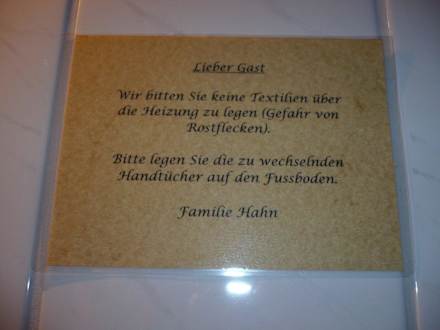 Lieber Gast
Wir bitten Sie keine Textilien über
die Heizung zu legen (Gefahr von
Rostflecken).
Bitte legen Sie die zu wechselnden
Handtücher auf den Fussboden.
Familie Hahn